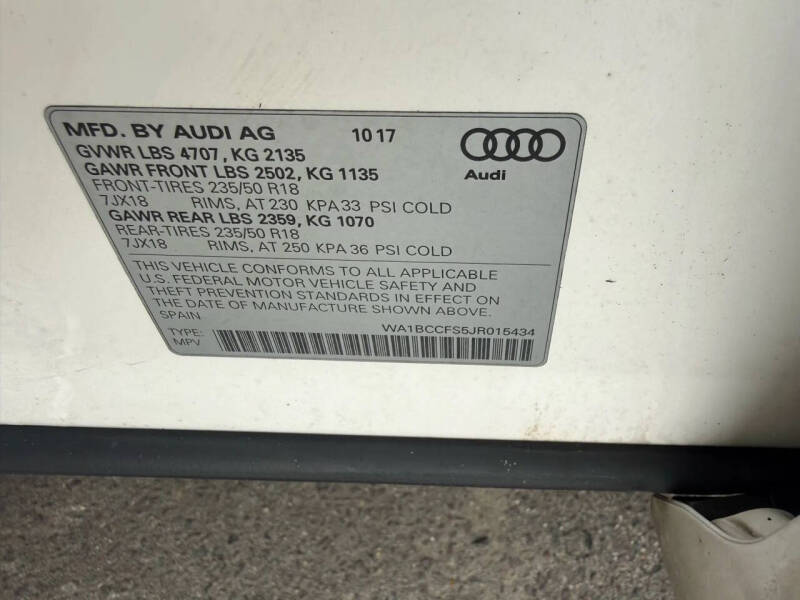 MFD. BY AUDI AG 10 17
GVWR LBS 4707, KG 2135
GAWR FRONT LBS 2502, KG 1135
FRONT-TIRES 235/50 R18
7JX18 RIMS, AT 230 KPA 33 PSI COLD
GAWR REAR LBS 2359, KG 1070
REAR-TIRES 235/50 R18
7JX18 RIMS, AT 250 KPA 36 PSI COLD
Audi
THIS VEHICLE CONFORMS TO ALL APPLICABLE
U.S. FEDERAL MOTOR VEHICLE SAFETY AND
THEFT PREVENTION STANDARDS IN EFFECT ON
THE DATE OF MANUFACTURE SHOWN ABOVE.
SPAIN
TYPE: WA1BCCFS5JR015434
MPV